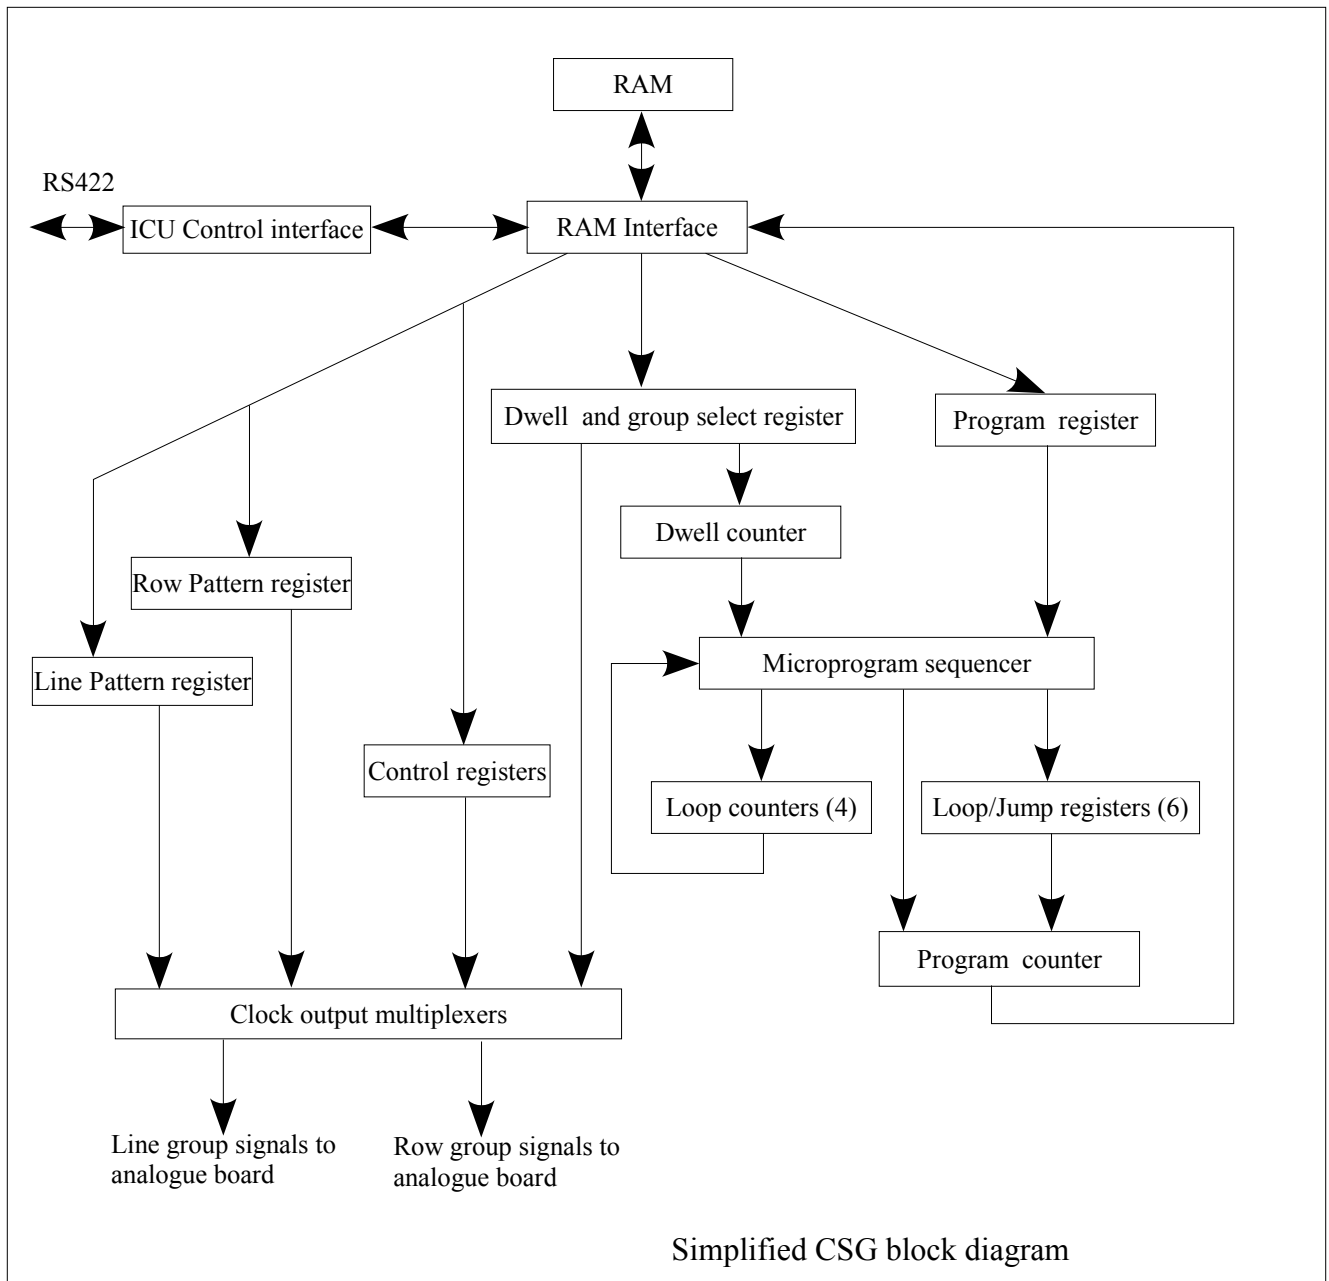 RAM
RS422
ICU Control interface
RAM Interface
Dwell and group select register
Program register
Dwell counter
Row Pattern register
Microprogram sequencer
Line Pattern register
Control registers
Loop counters (4)
Loop/Jump registers (6)
Program counter
Clock output multiplexers
Line group signals to
analogue board
Row group signals to
analogue board
Simplified CSG block diagram